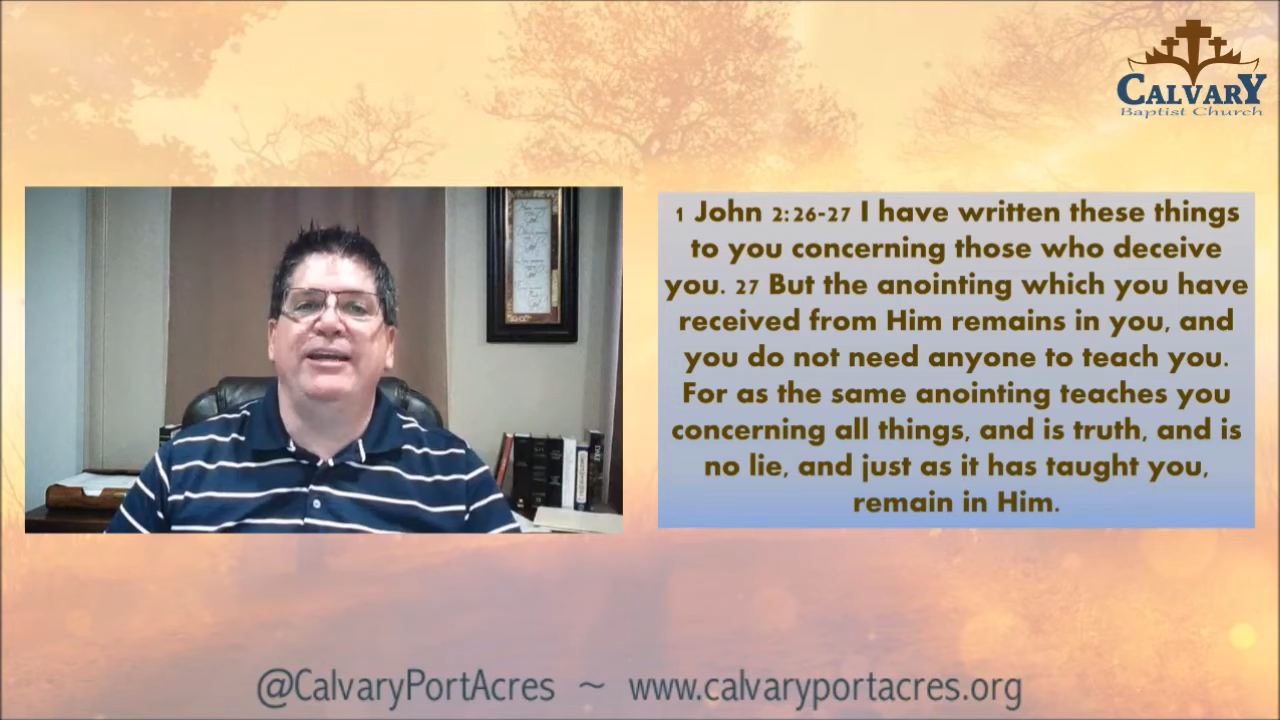 CALVARY
Baptist Church
1 John 2:26-27 I have written these things
to you concerning those who deceive
you. 27 But the anointing which you have
received from Him remains in you, and
you do not need anyone to teach you.
For as the same anointing teaches you
concerning all things, and is truth, and is
no lie, and just as it has taught you,
remain in Him.
@CalvaryPortAcres ~ www.calvaryportacres.org